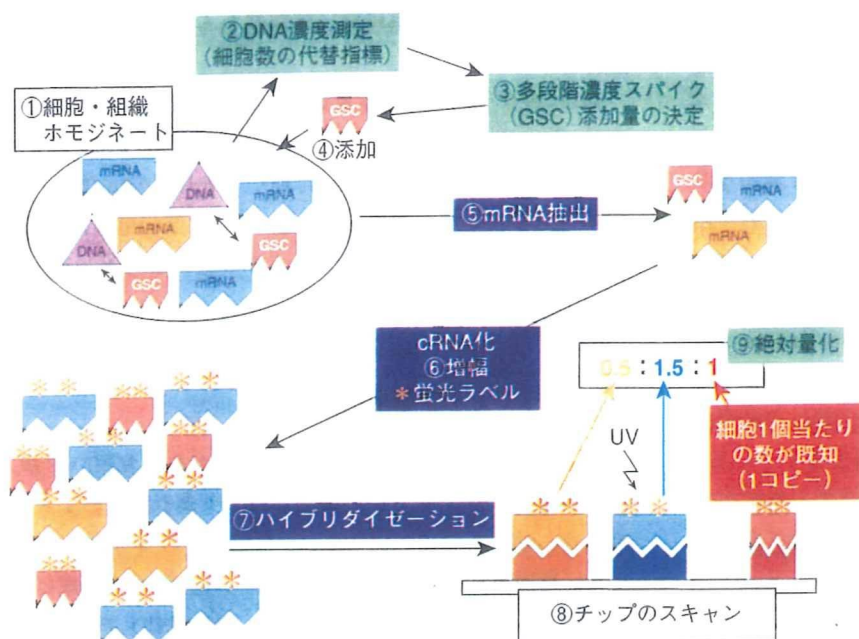 ②DNA濃度測定
(細胞数の代替指標)
③多段階濃度スパイク
(GSC)添加量の決定
①細胞・組織
ホモジネート
GSC
④添加
mRNA
DNA
mRNA
DNA
mRNA
GSC
GSC
mRNA
⑤mRNA抽出
GSC
mRNA
mRNA
cRNA化
⑥増幅
*蛍光ラベル
⑨絶対量化
0.5:1.5:1
細胞1個当たり
の数が既知
(1コピー)
UV
⑦ハイブリダイゼーション
⑧チップのスキャン